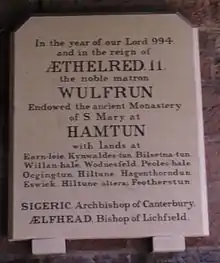 In the year of our Lord 994
and in the reign of
ÆTHELRED. II.
the noble matron
WULFRUN
Endowed the ancient Monastery
of S. Mary at
HAMTUN
with lands at
Earn-leie, Kynwaldes-tun, Bilsetna-tun
Willan-hale, Wodnesfeld, Peoles-hale
Ocgingtun, Hiltune, Hagenthorndun
Eswick, Hiltune altera, Feotherstun
SIGERIC, Archbishop of Canterbury.
ÆLFHEAD, Bishop of Lichfield.